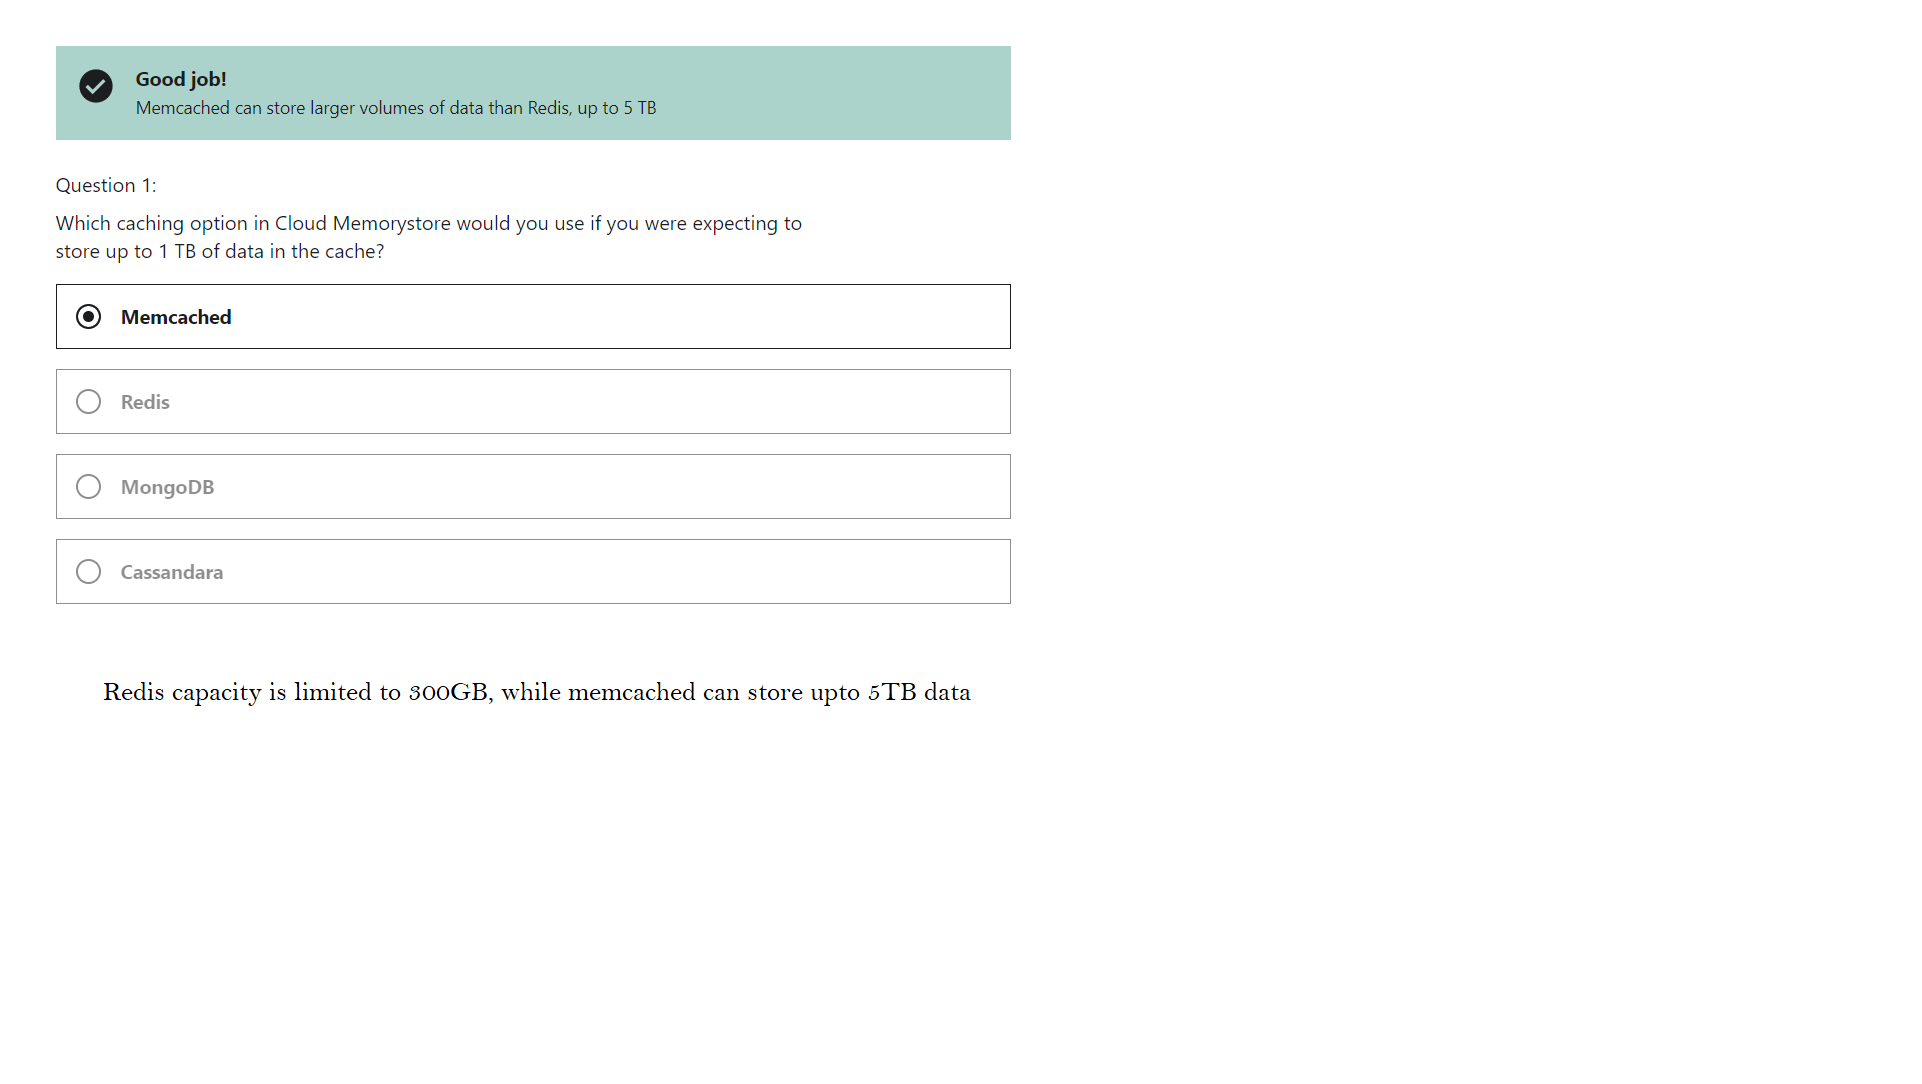 Good job!
Memcached can store larger volumes of data than Redis, up to 5 TB
Question 1:
Which caching option in Cloud Memorystore would you use if you were expecting to
store up to 1 TB of data in the cache?
Memcached
Redis
MongoDB
Cassandara
Redis capacity is limited to 300GB, while memcached can store upto 5TB data